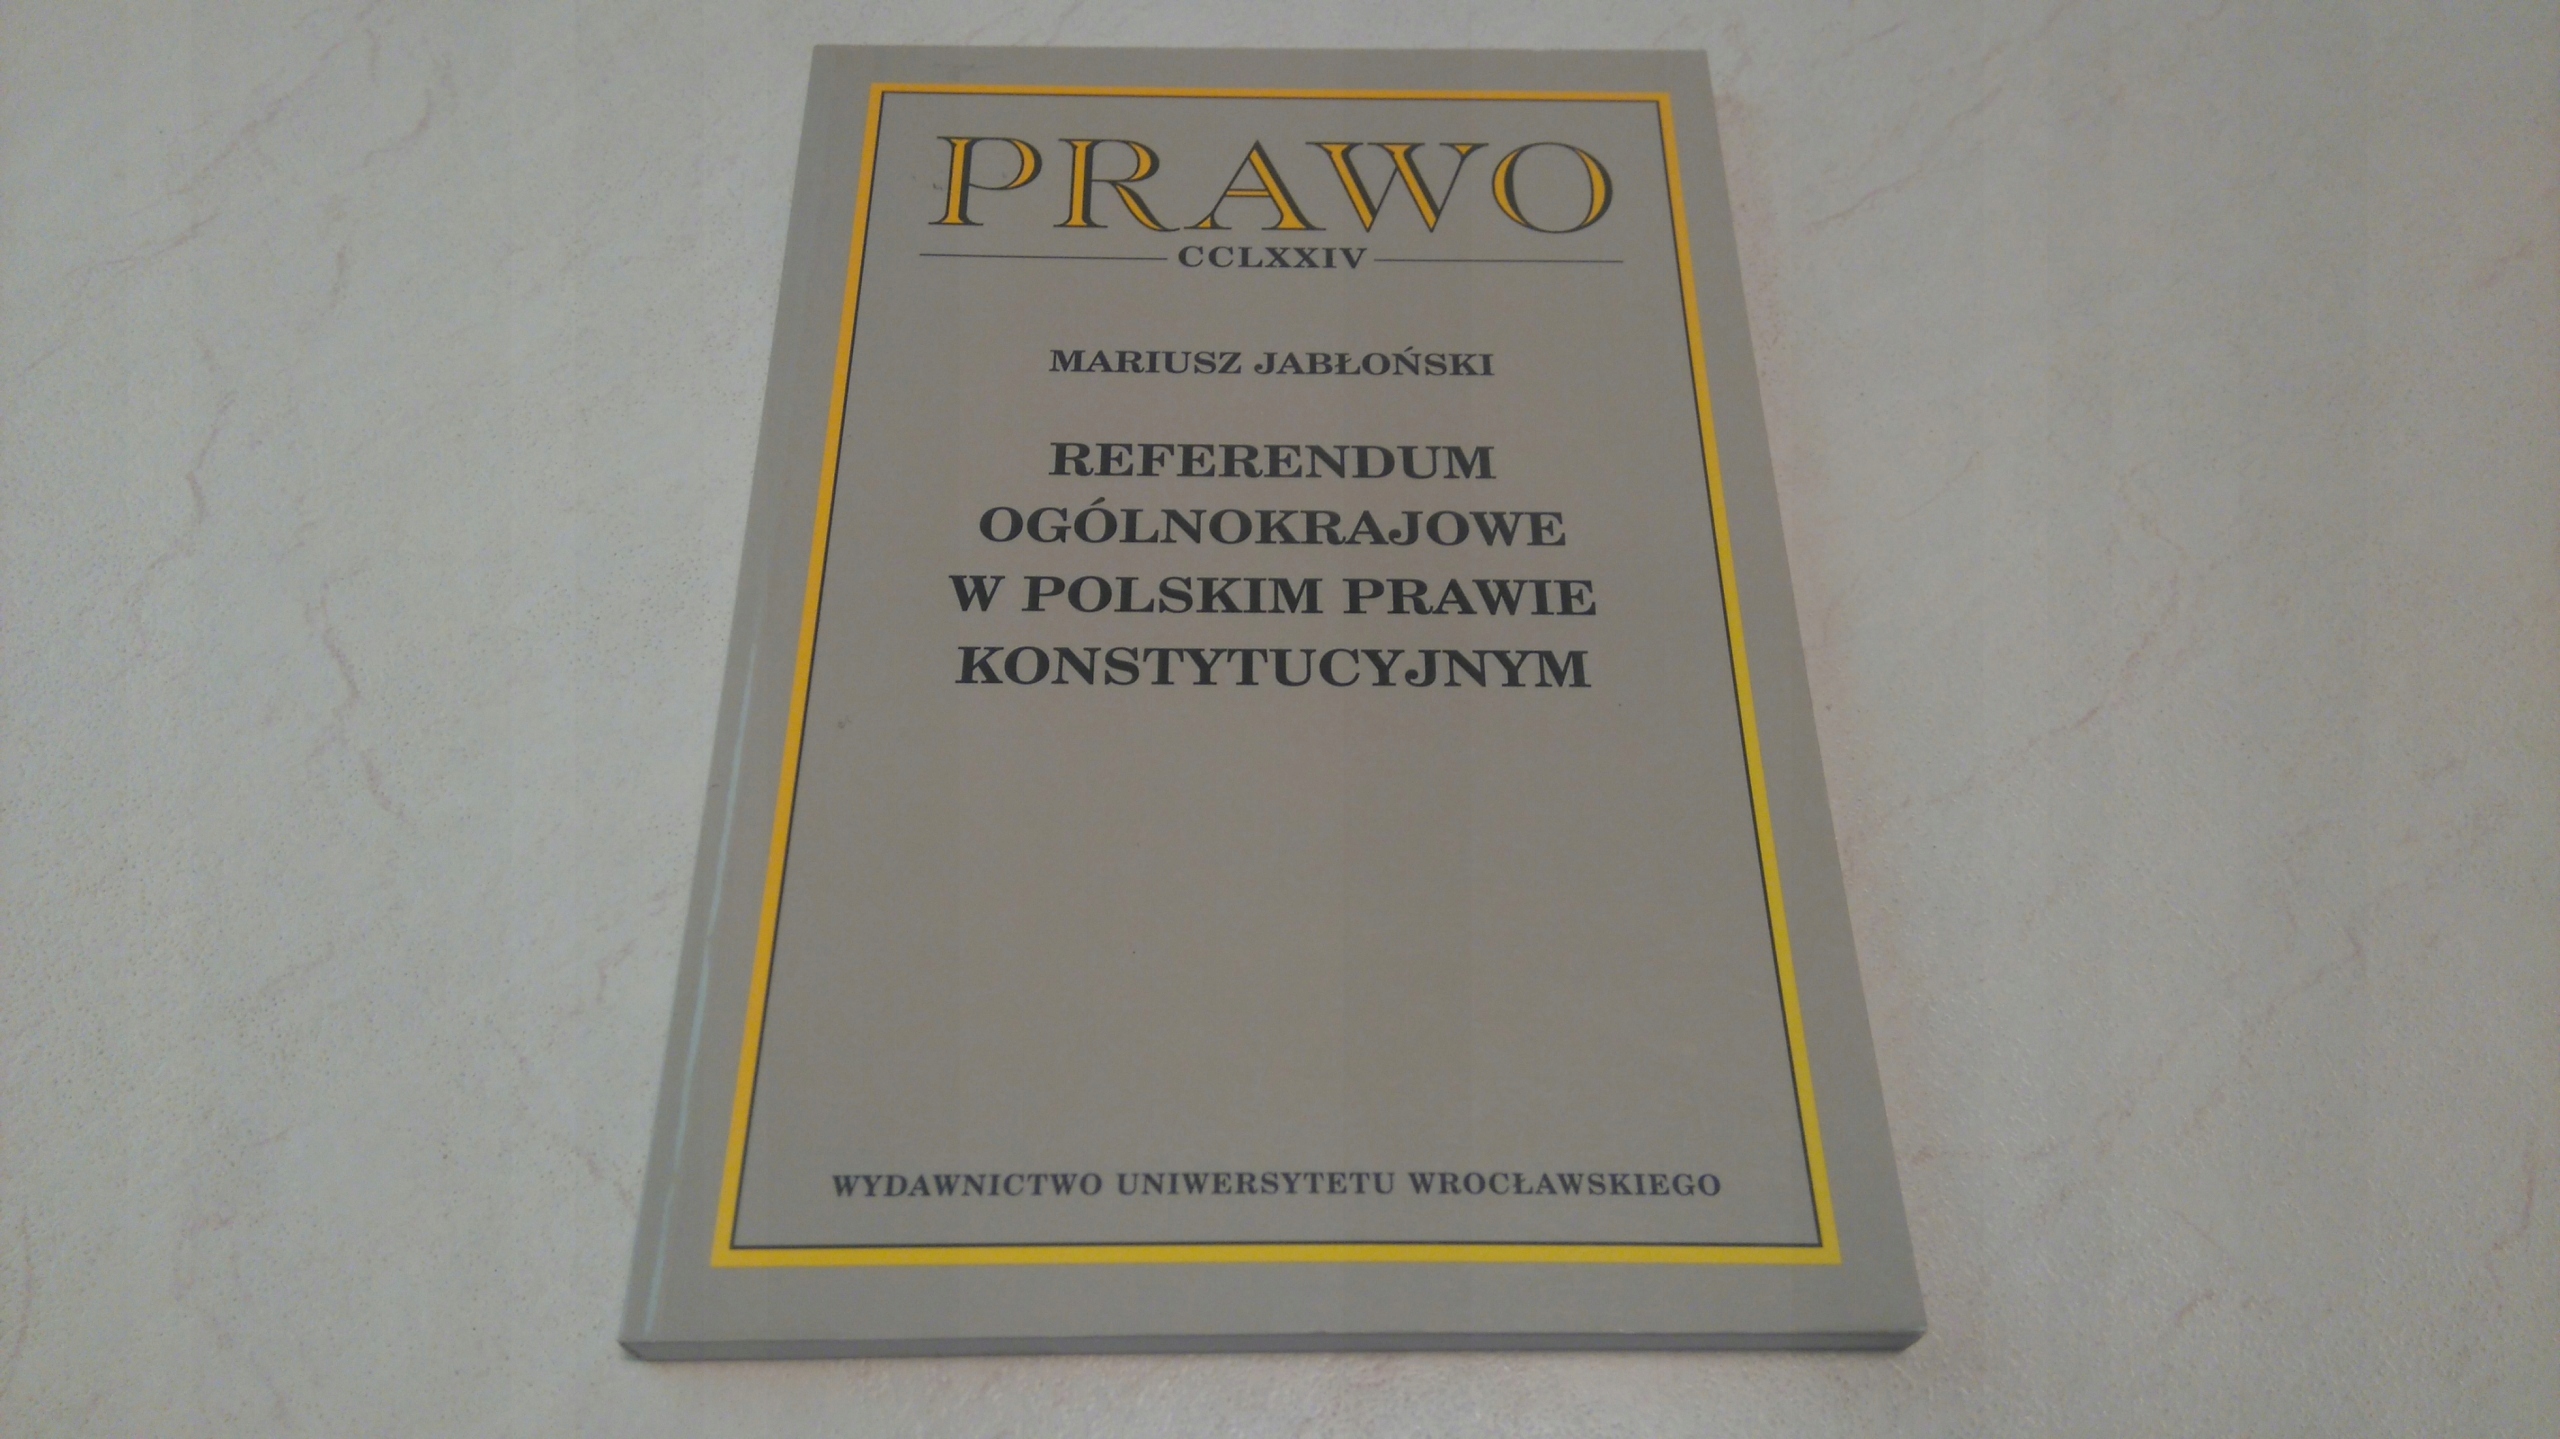 PRAWO
CCLXXIV
MARIUSZ JABŁOŃSKI
REFERENDUM
OGÓLNOKRAJOWE
W POLSKIM PRAWIE
KONSTYTUCYJNYM
WYDAWNICTWO UNIWERSYTETU WROCŁAWSKIEGO